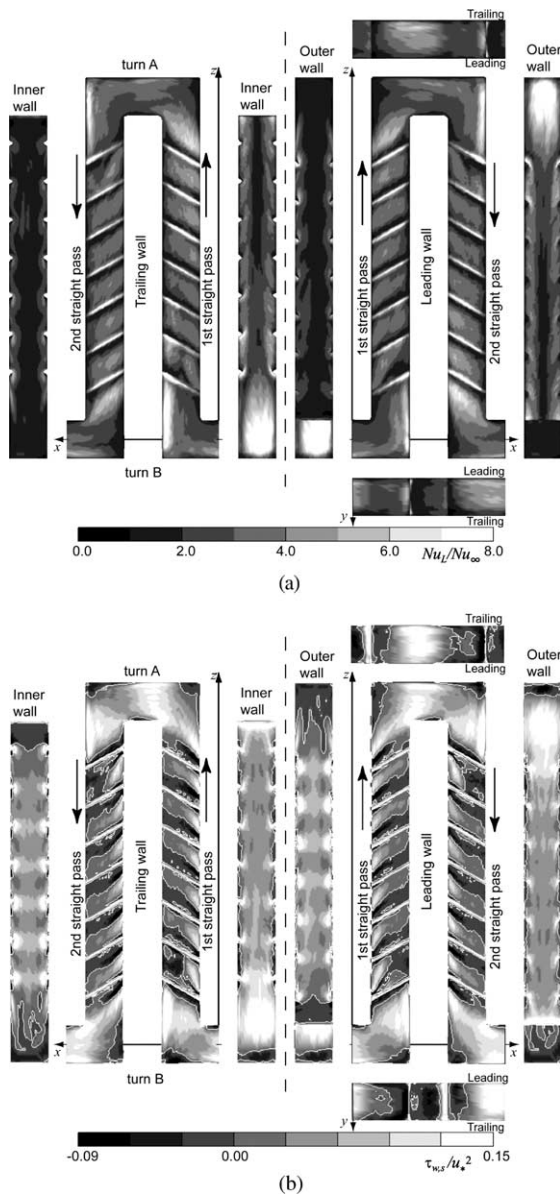 (a)
Trailing
Leading
turn A
z
Inner wall
Inner wall
Outer wall
z
Outer wall
2nd straight pass
Trailing wall
1st straight pass
1st straight pass
Leading wall
2nd straight pass
x
x
turn B
Leading
y
Trailing
0.0 2.0 4.0 6.0 Nu_L/Nu_∞ 8.0
(a)
Trailing
Leading
turn A
z
Inner wall
Inner wall
Outer wall
z
Outer wall
2nd straight pass
Trailing wall
1st straight pass
1st straight pass
Leading wall
2nd straight pass
x
x
turn B
Leading
y
Trailing
-0.09 0.00 τ_w,s/u_*² 0.15
(b)